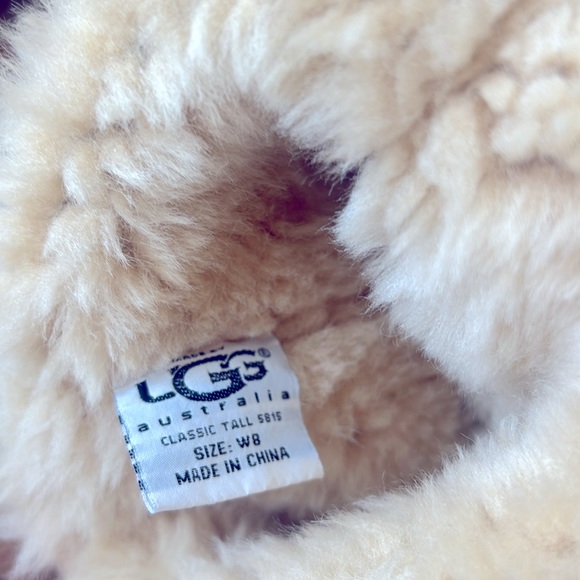 UGG®
australia
CLASSIC TALL 5815
SIZE: W8
MADE IN CHINA